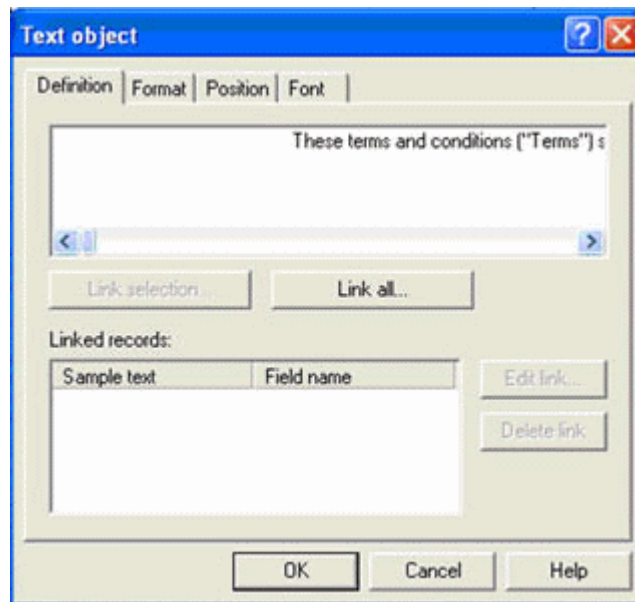 Text object
Definition Format Position Font
These terms and conditions ("Terms") s
Link selection... Link all...
Linked records:
Sample text Field name
Edit link...
Delete link
OK Cancel Help